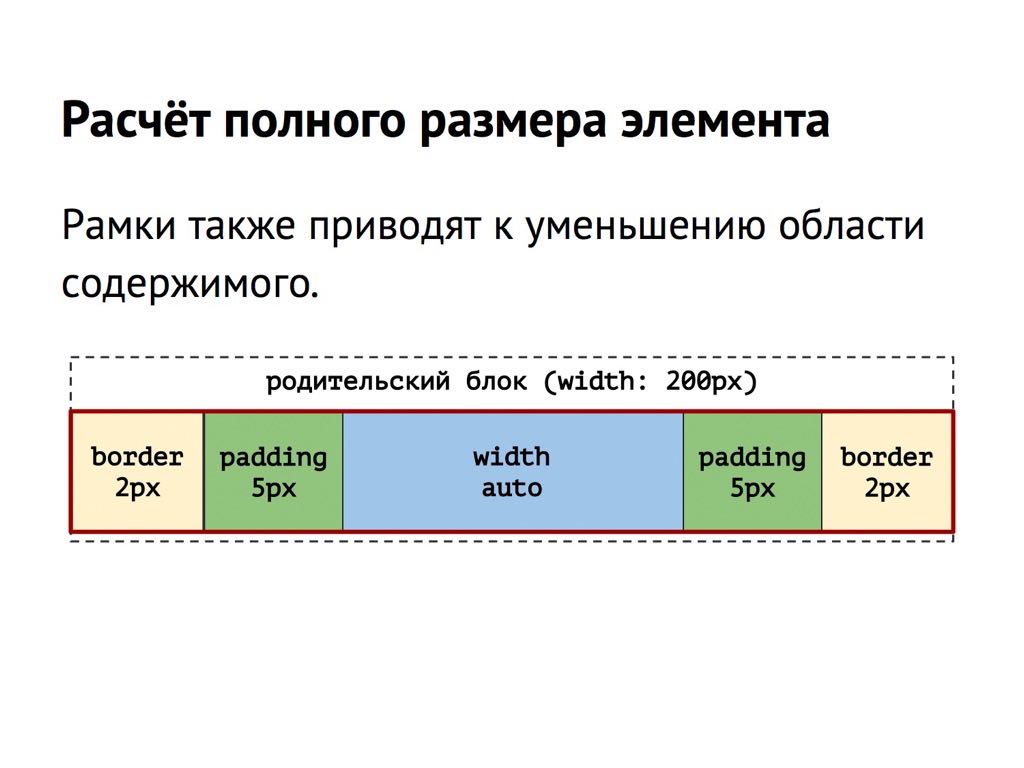 Расчёт полного размера элемента
Рамки также приводят к уменьшению области
содержимого.
родительский блок (width: 200px)
border padding width padding border
2px 5px auto 5px 2px